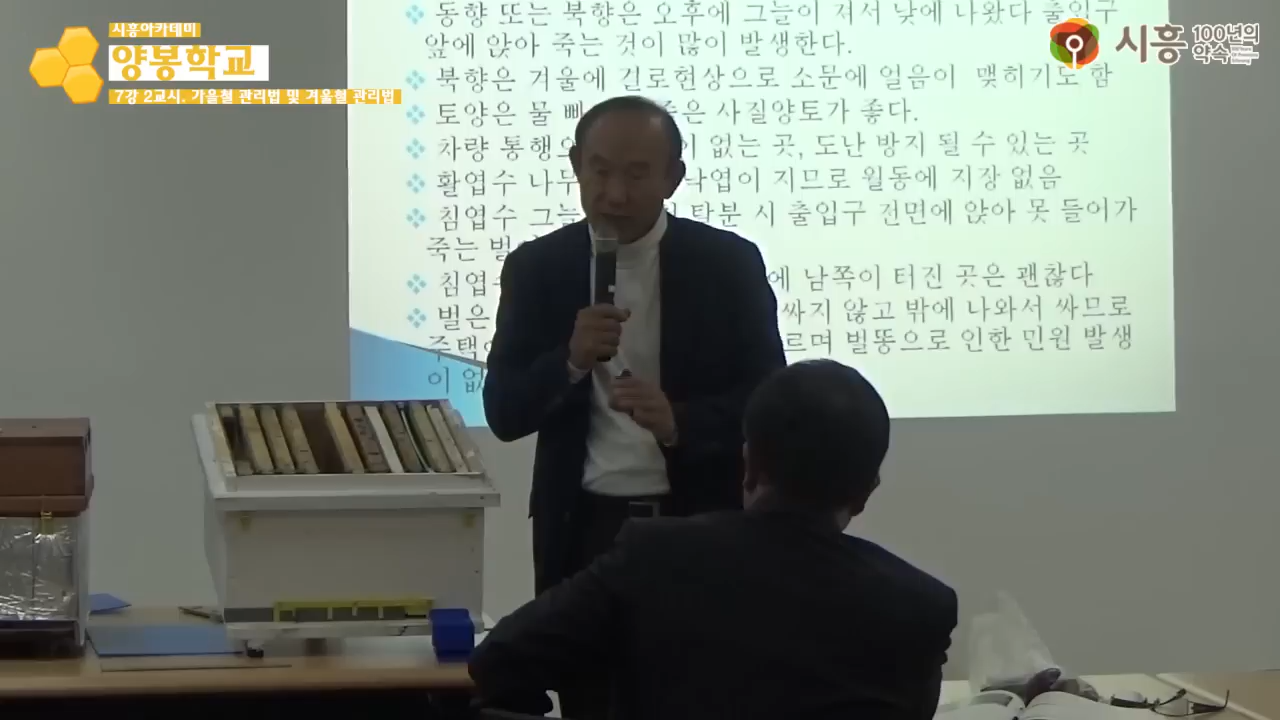 시흥아카데미
양봉학교
7강 2교시. 가을철 관리법 및 겨울철 관리법
시흥
100년의
약속
동향 또는 북향은 오후에 그늘이 져서 낮에 나왔다 출입구
앞에 앉아 죽는 것이 많이 발생한다.
북향은 겨울에 결로현상으로 소문에 얼음이 맺히기도 함
토양은 물 빠 은 사질양토가 좋다.
차량 통행 이 없는 곳, 도난 방지 될 수 있는 곳
활엽수 나무 낙엽이 지므로 월동에 지장 없음
침엽수 그늘 탈분 시 출입구 전면에 앉아 못 들어가
죽는 벌
침엽수 에 남쪽이 터진 곳은 괜찮다
벌은 싸지 않고 밖에 나와서 싸므로
주택 르며 벌똥으로 인한 민원 발생
이 없